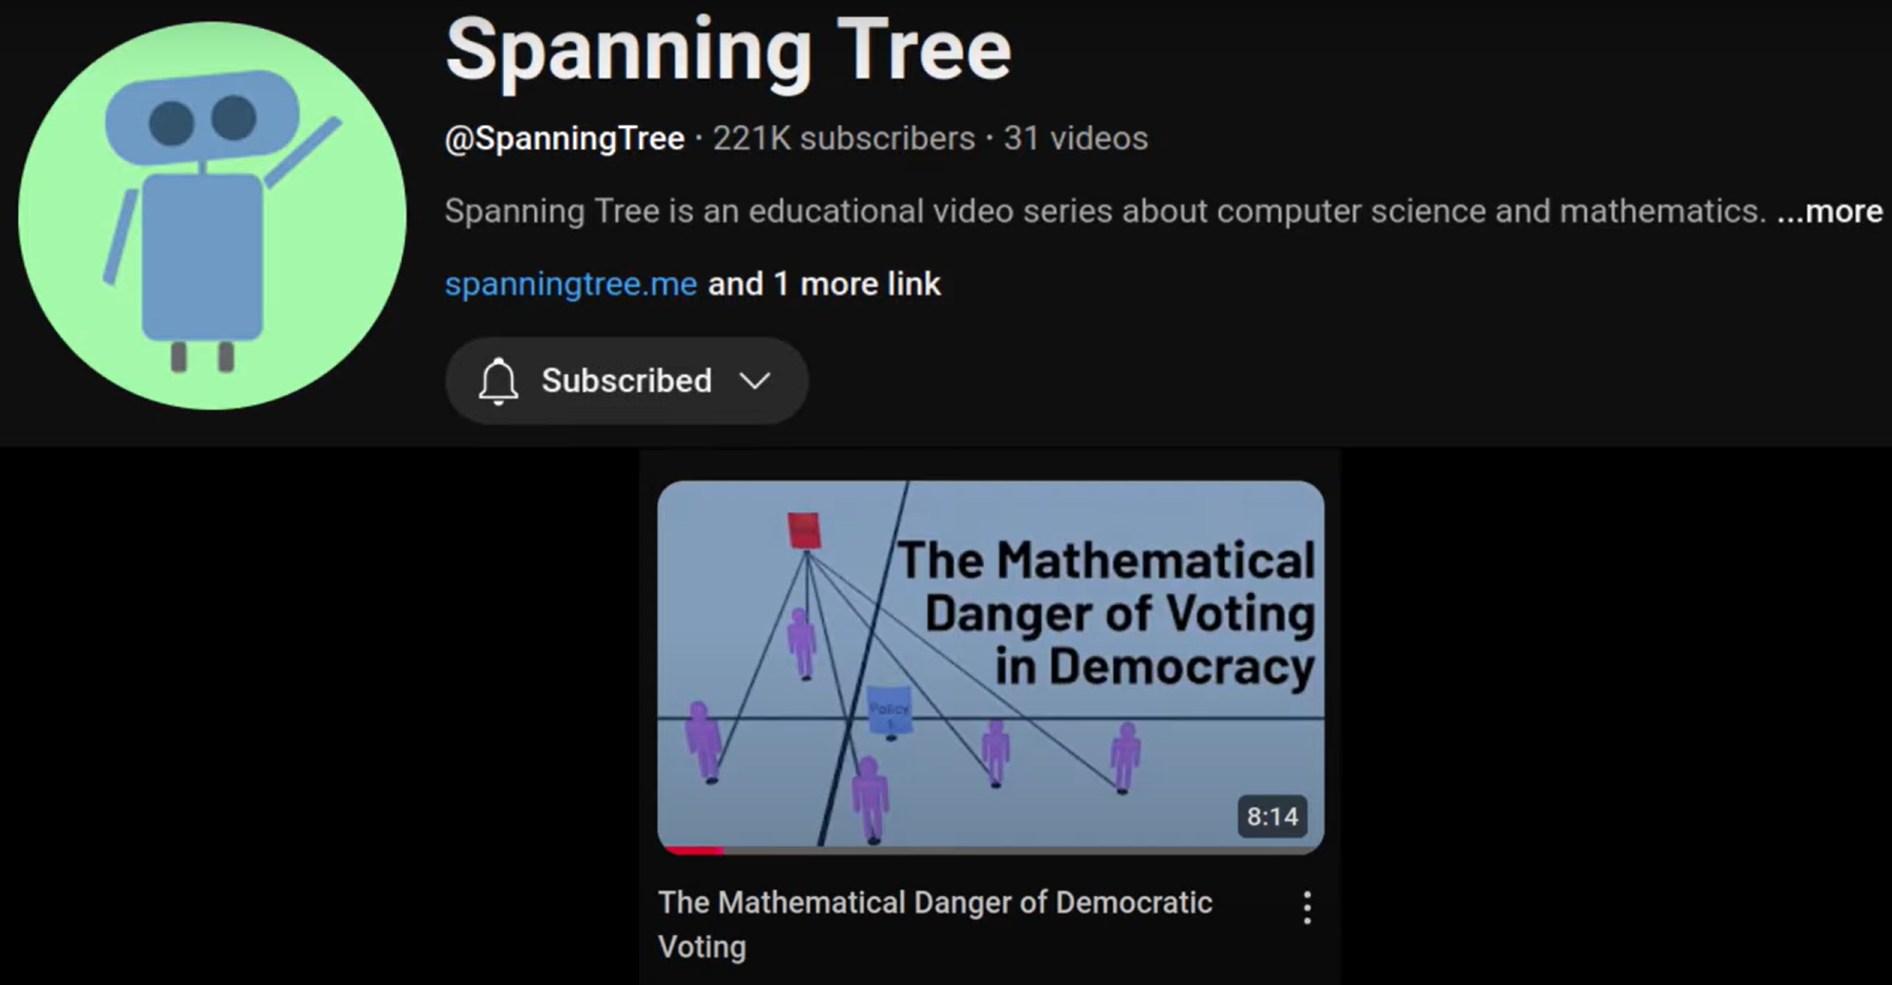 Spanning Tree
@SpanningTree · 221K subscribers · 31 videos
Spanning Tree is an educational video series about computer science and mathematics. ...more
spanningtree.me and 1 more link
Subscribed
The Mathematical
Danger of Voting
in Democracy
Policy
1
8:14
The Mathematical Danger of Democratic
Voting